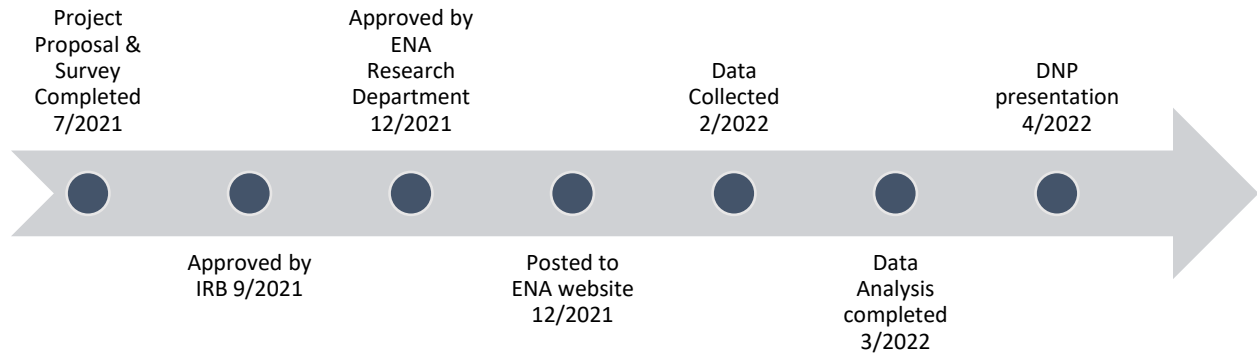 Project
Proposal &
Survey
Completed
7/2021
Approved by
IRB 9/2021
Approved by
ENA
Research
Department
12/2021
Posted to
ENA website
12/2021
Data
Collected
2/2022
Data
Analysis
completed
3/2022
DNP
presentation
4/2022